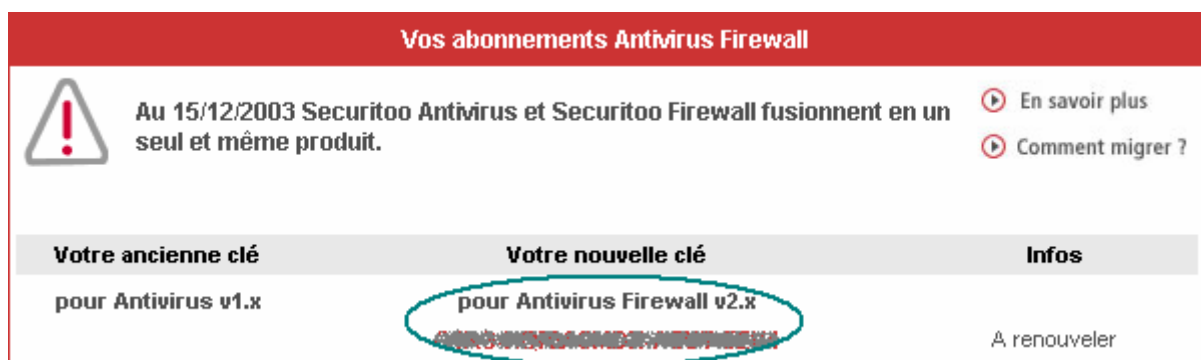 Vos abonnements Antivirus Firewall
Au 15/12/2003 Securitoo Antivirus et Securitoo Firewall fusionnent en un
seul et même produit.
En savoir plus
Comment migrer ?
Votre ancienne clé Votre nouvelle clé Infos
pour Antivirus v1.x pour Antivirus Firewall v2.x
A renouveler